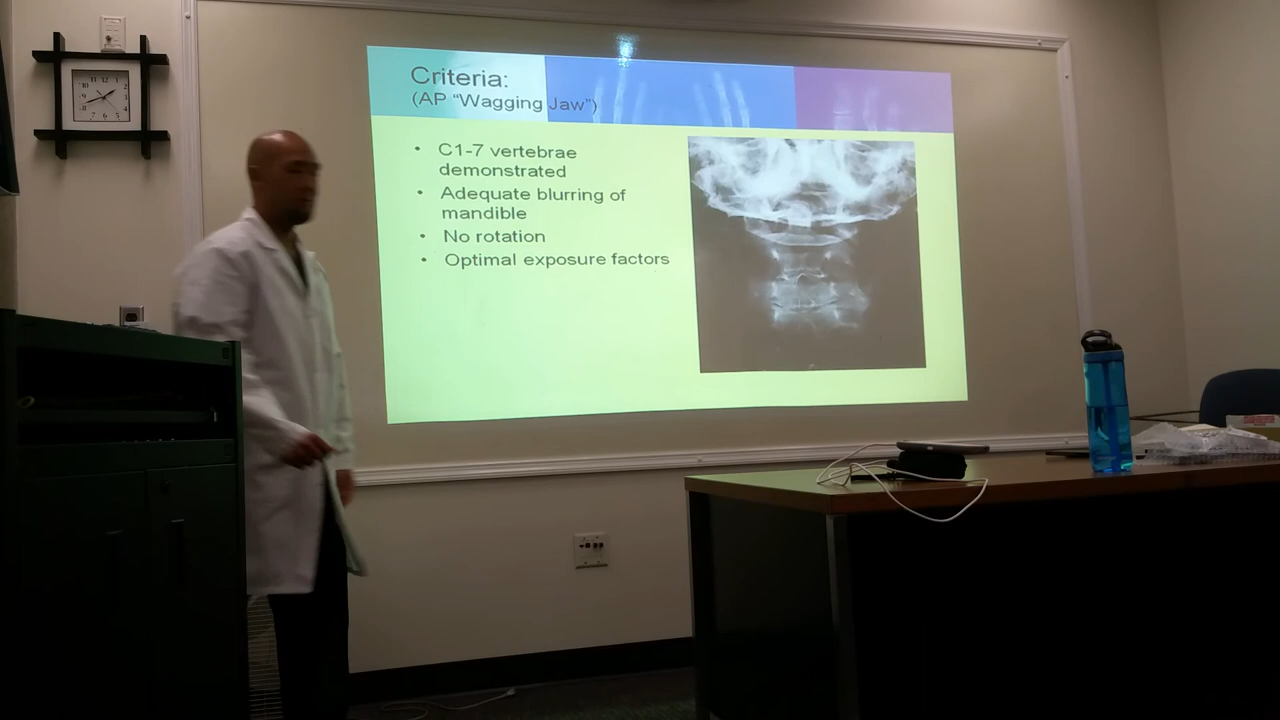 Criteria:
(AP “Wagging Jaw”)
• C1-7 vertebrae
demonstrated
• Adequate blurring of
mandible
• No rotation
• Optimal exposure factors